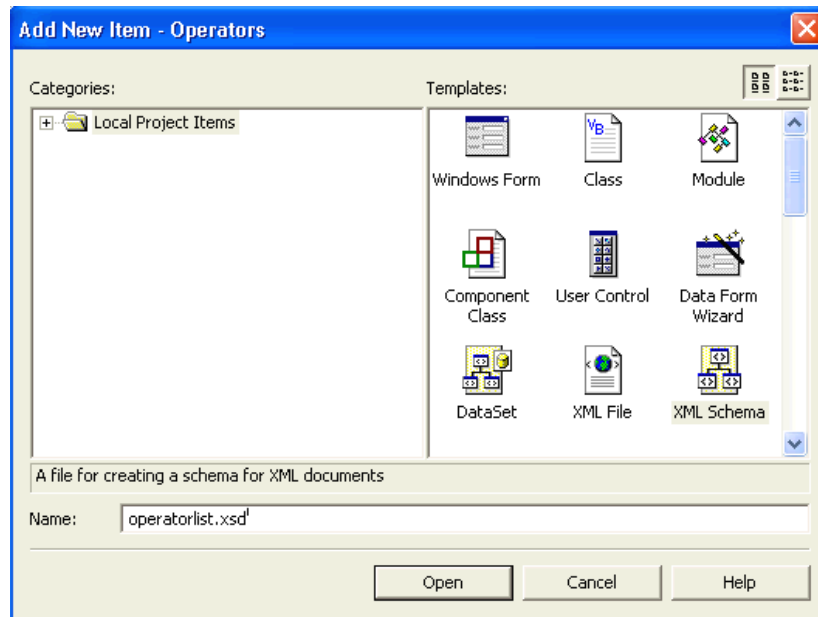 Add New Item - Operators
Categories:
Templates:
Local Project Items
Windows Form
Class
Module
Component
Class
User Control
Data Form
Wizard
DataSet
XML File
XML Schema
A file for creating a schema for XML documents
Name:
operatorlist.xsd
Open
Cancel
Help